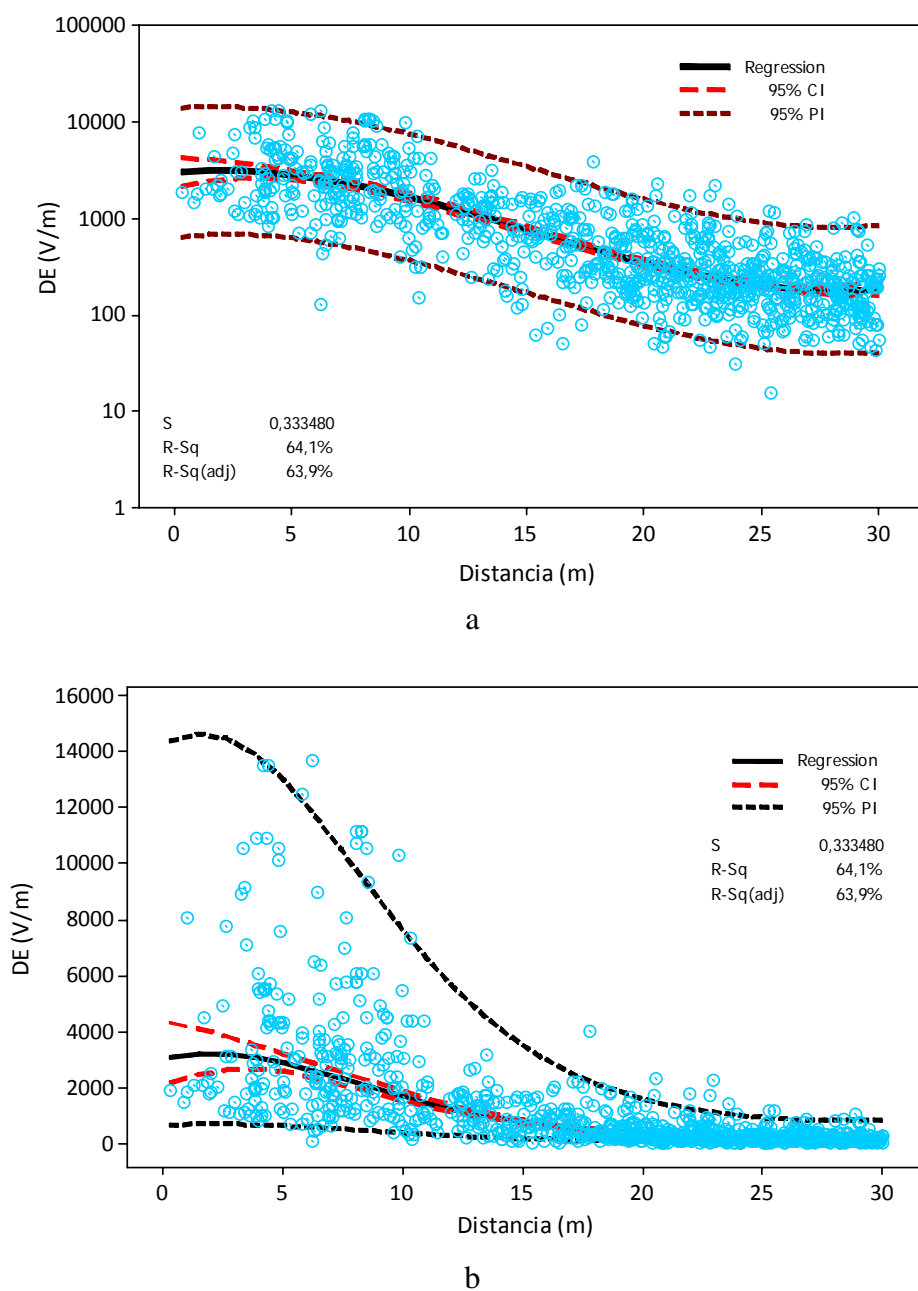 100000
10000
1000
100
10
1
DE (V/m)
Regression
95% CI
95% PI
S 0,333480
R-Sq 64,1%
R-Sq(adj) 63,9%
0 5 10 15 20 25 30
Distancia (m)
a
16000
14000
12000
10000
8000
6000
4000
2000
0
DE (V/m)
Regression
95% CI
95% PI
S 0,333480
R-Sq 64,1%
R-Sq(adj) 63,9%
0 5 10 15 20 25 30
Distancia (m)
b